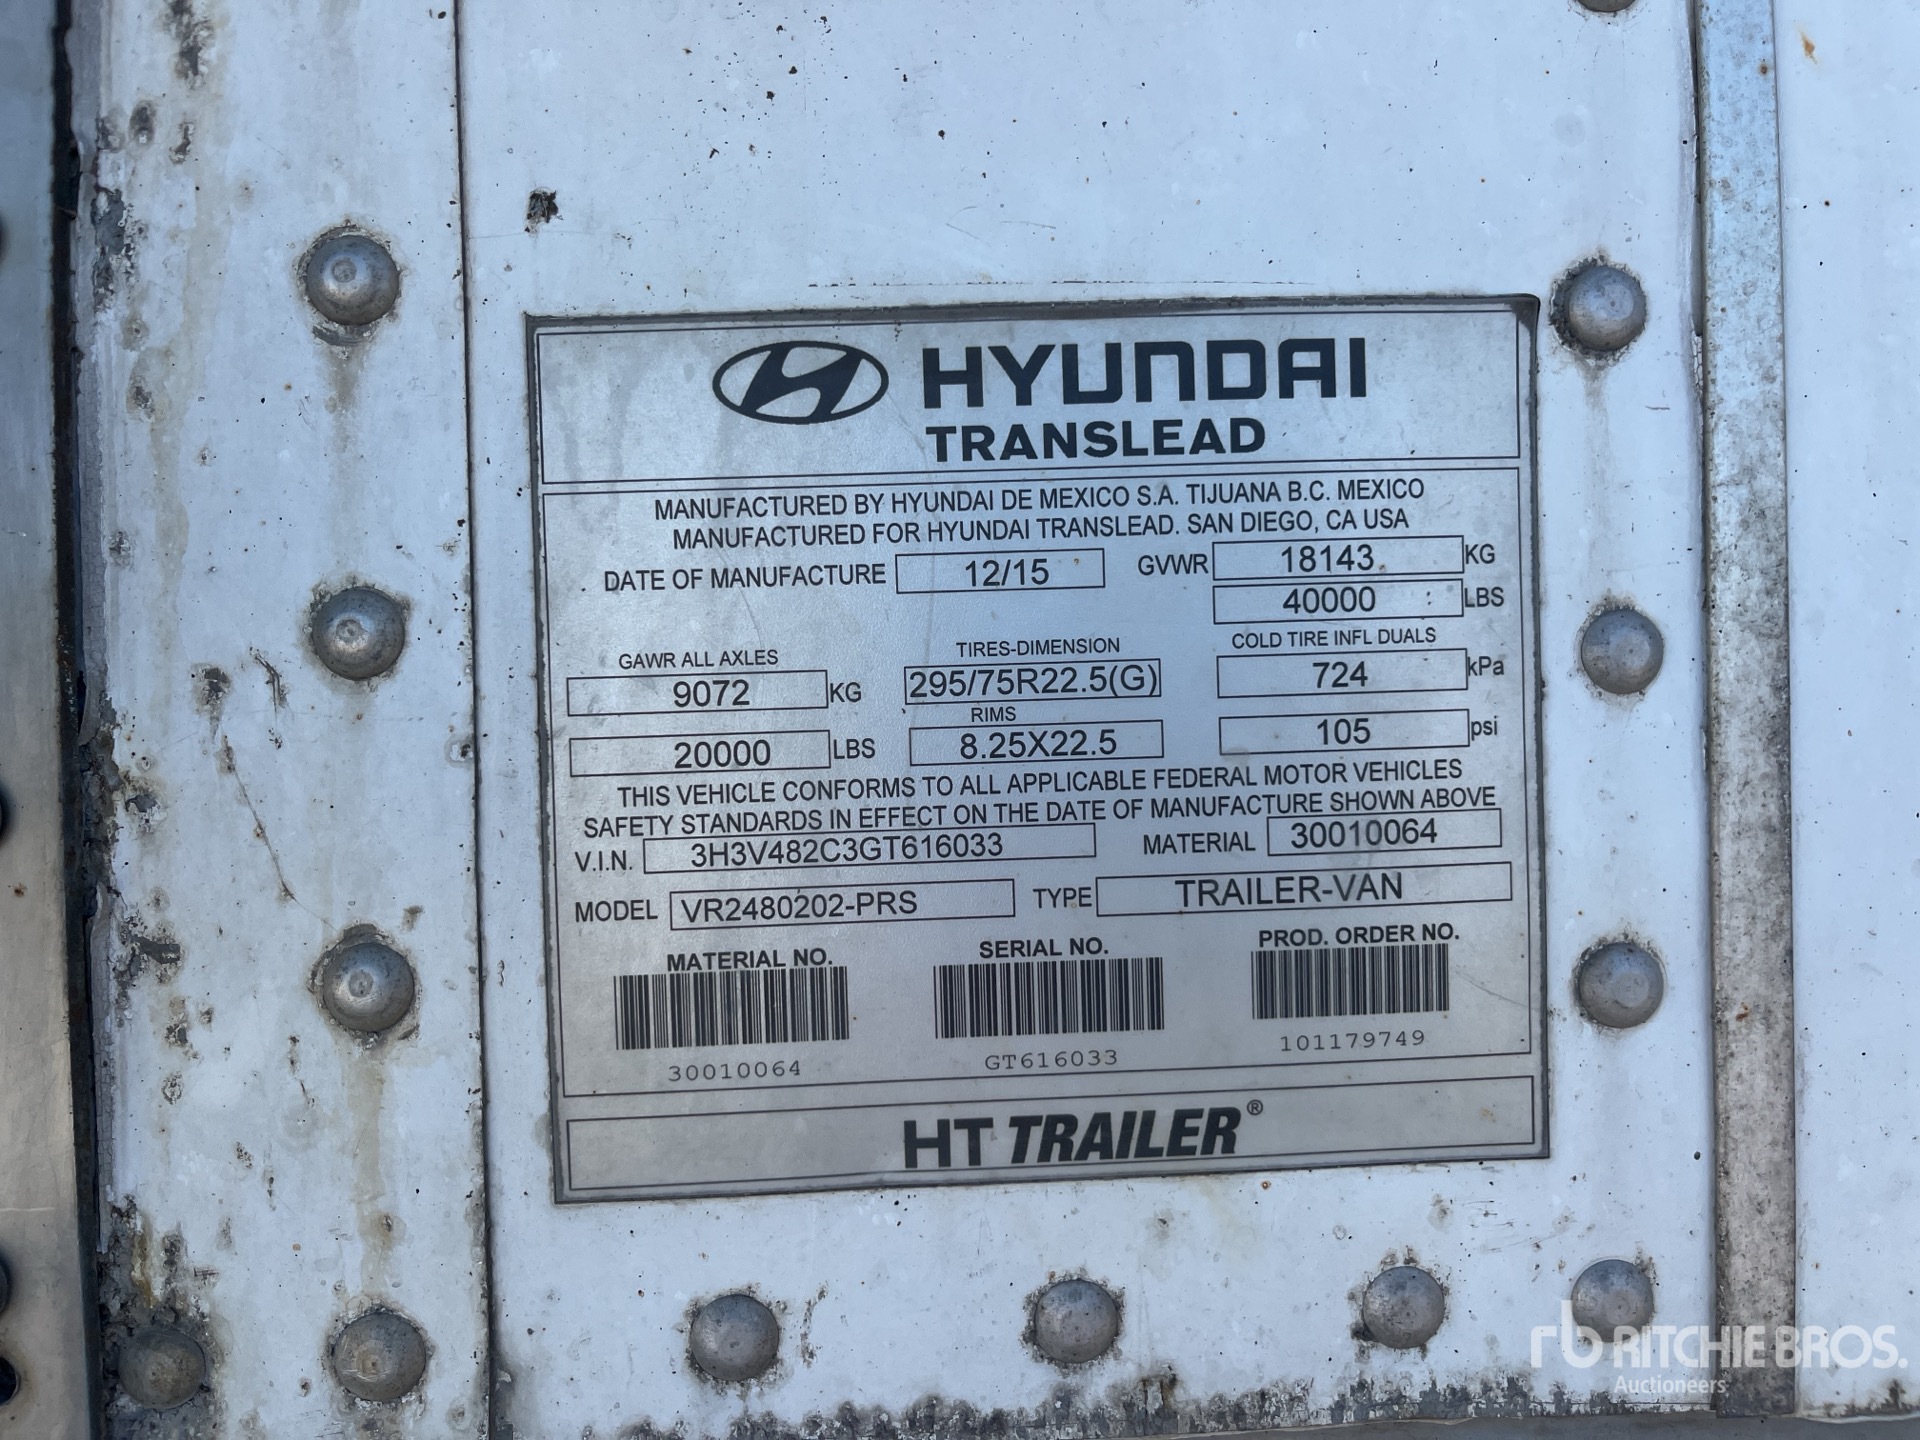 HYUNDAI
TRANSLEAD
MANUFACTURED BY HYUNDAI DE MEXICO S.A. TIJUANA B.C. MEXICO
MANUFACTURED FOR HYUNDAI TRANSLEAD. SAN DIEGO, CA USA
DATE OF MANUFACTURE 12/15 GVWR 18143 KG
40000 LBS
GAWR ALL AXLES TIRES-DIMENSION COLD TIRE INFL DUALS
9072 KG 295/75R22.5(G) 724 kPa
RIMS
20000 LBS 8.25X22.5 105 psi
THIS VEHICLE CONFORMS TO ALL APPLICABLE FEDERAL MOTOR VEHICLES
SAFETY STANDARDS IN EFFECT ON THE DATE OF MANUFACTURE SHOWN ABOVE
V.I.N. 3H3V482C3GT616033 MATERIAL 30010064
MODEL VR2480202-PRS TYPE TRAILER-VAN
MATERIAL NO. SERIAL NO. PROD. ORDER NO.
30010064 GT616033 101179749
HT TRAILER®
rb RITCHIE BROS.
Auctioneers